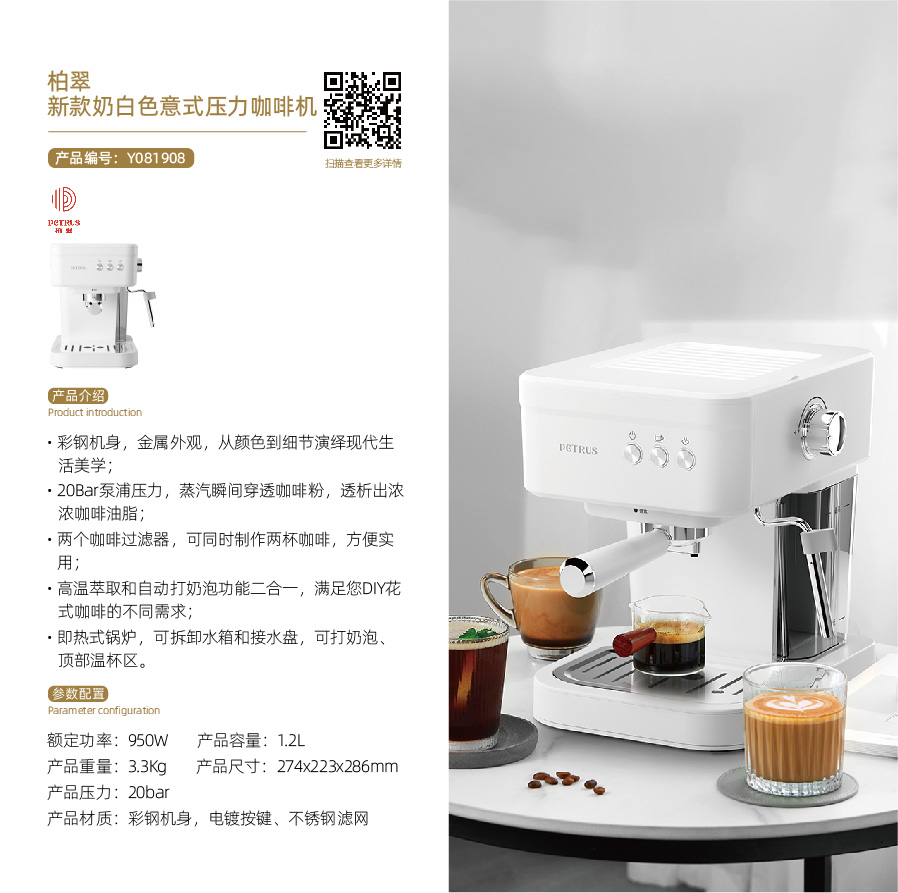 柏翠
新款奶白色意式压力咖啡机
扫描查看更多详情
产品编号：Y081908
PETRUS
柏翠
PETRUS
产品介绍
Product introduction
• 彩钢机身，金属外观，从颜色到细节演绎现代生
活美学；
• 20Bar泵浦压力，蒸汽瞬间穿透咖啡粉，透析出浓
浓咖啡油脂；
• 两个咖啡过滤器，可同时制作两杯咖啡，方便实
用；
• 高温萃取和自动打奶泡功能二合一，满足您DIY花
式咖啡的不同需求；
• 即热式锅炉，可拆卸水箱和接水盘，可打奶泡、
顶部温杯区。
参数配置
Parameter configuration
额定功率：950W 产品容量：1.2L
产品重量：3.3Kg 产品尺寸：274x223x286mm
产品压力：20bar
产品材质：彩钢机身，电镀按键、不锈钢滤网
PETRUS